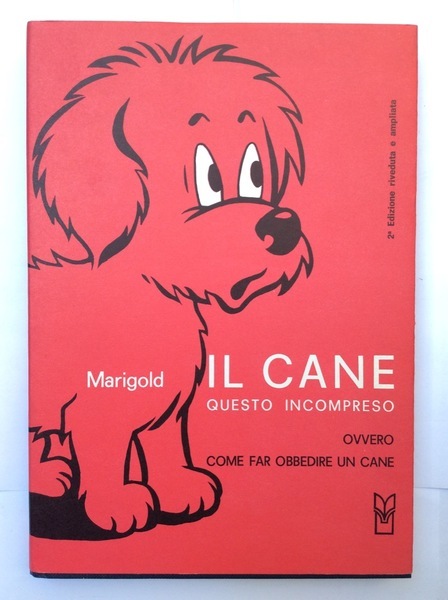 2ª Edizione riveduta e ampliata
Marigold
IL CANE
QUESTO INCOMPRESO
OVVERO
COME FAR OBBEDIRE UN CANE